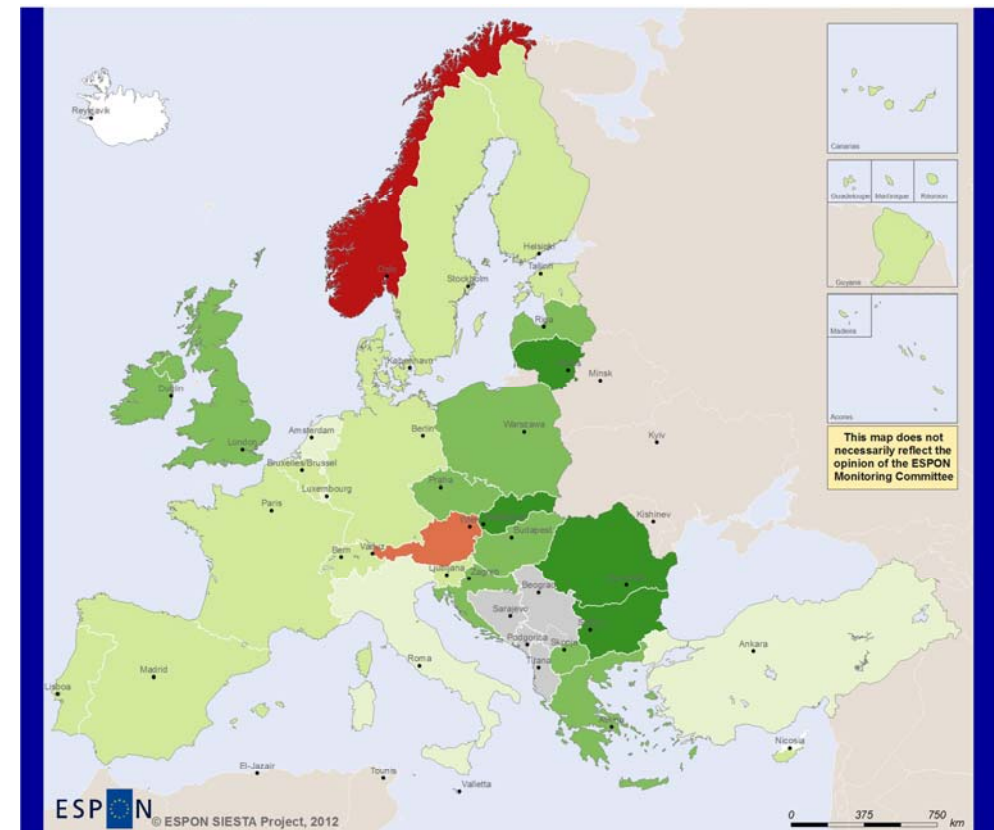 Reykjavik
Canarias
Guadeloupe
Martinique
Réunion
Guyane
Madeira
Acores
This map does not
necessarily reflect the
opinion of the ESPON
Monitoring Committee
Helsinki
Tallinn
Oslo
Stockholm
Riga
København
Minsk
Dublin
Amsterdam
Berlin
Warszawa
London
Kyiv
Bruxelles/Brussel
Praha
Luxembourg
Paris
Kishinev
Budapest
Bern
Ljubljana
Zagreb
Beograd
Sarajevo
Podgorica
Skopje
Ankara
Roma
Tirana
Madrid
Lisboa
Nicosia
El-Jazair
Tounis
Valletta
ESPON
© ESPON SIESTA Project, 2012
0 375 750
km